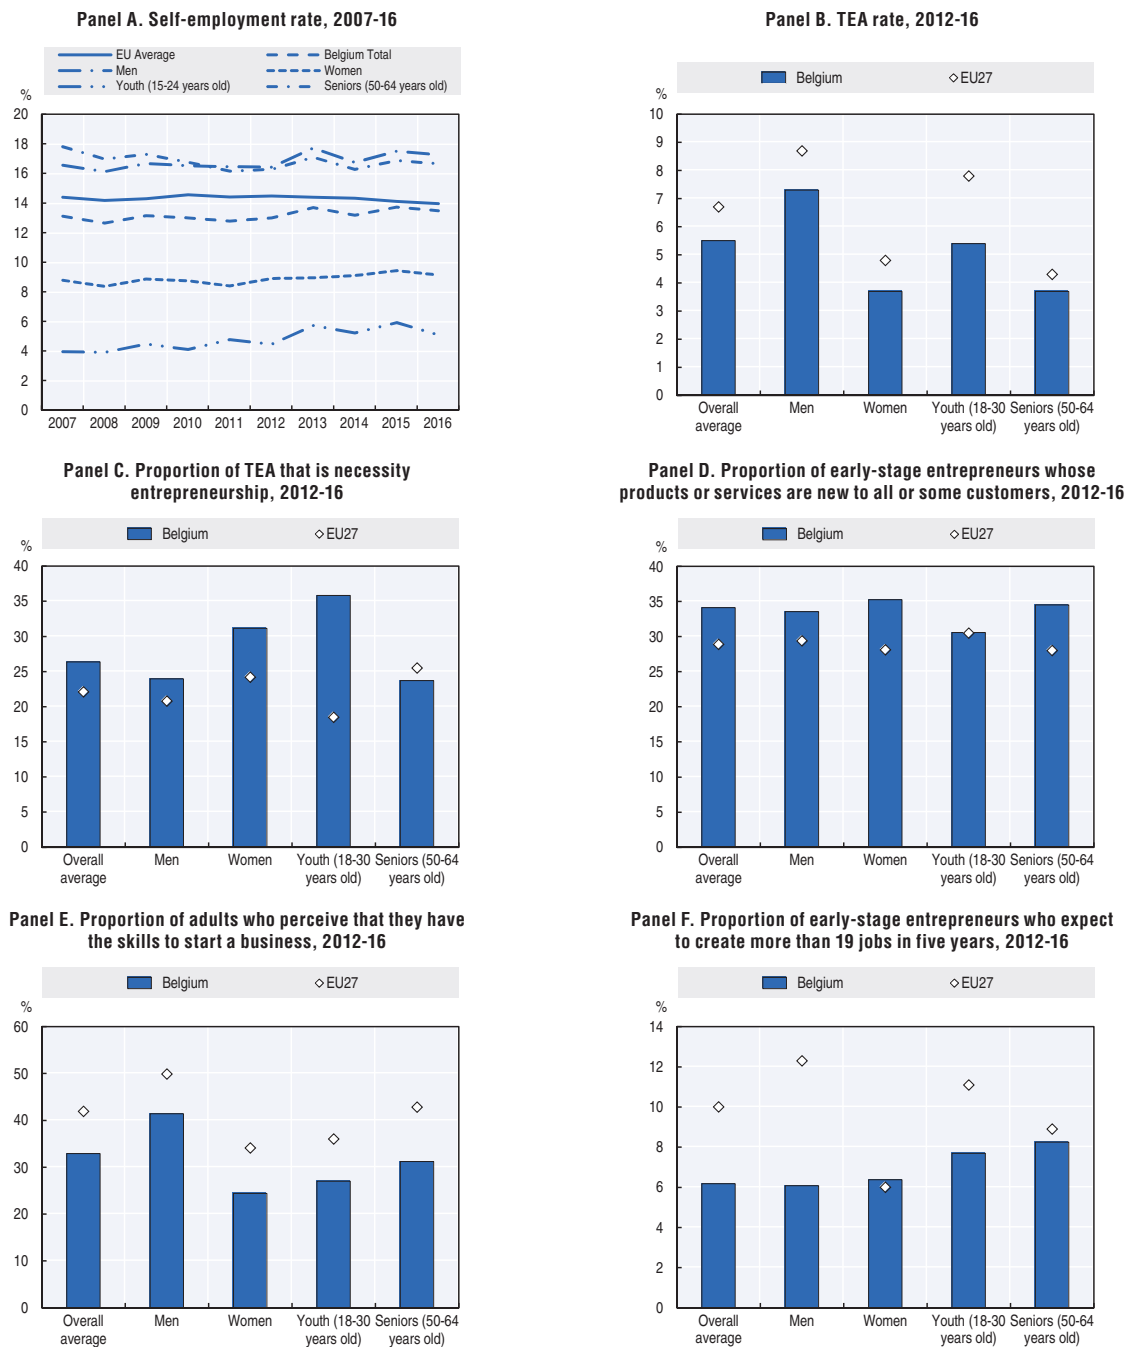 Panel A. Self-employment rate, 2007-16
EU Average
Belgium Total
Men
Women
Youth (15-24 years old)
Seniors (50-64 years old)
%
20
18
16
14
12
10
8
6
4
2
0
2007 2008 2009 2010 2011 2012 2013 2014 2015 2016
Panel B. TEA rate, 2012-16
Belgium
EU27
%
10
9
8
7
6
5
4
3
2
1
0
Overall average
Men
Women
Youth (18-30 years old)
Seniors (50-64 years old)
Panel C. Proportion of TEA that is necessity
entrepreneurship, 2012-16
Belgium
EU27
%
40
35
30
25
20
15
10
5
0
Overall average
Men
Women
Youth (18-30 years old)
Seniors (50-64 years old)
Panel D. Proportion of early-stage entrepreneurs whose
products or services are new to all or some customers, 2012-16
Belgium
EU27
%
40
35
30
25
20
15
10
5
0
Overall average
Men
Women
Youth (18-30 years old)
Seniors (50-64 years old)
Panel E. Proportion of adults who perceive that they have
the skills to start a business, 2012-16
Belgium
EU27
%
60
50
40
30
20
10
0
Overall average
Men
Women
Youth (18-30 years old)
Seniors (50-64 years old)
Panel F. Proportion of early-stage entrepreneurs who expect
to create more than 19 jobs in five years, 2012-16
Belgium
EU27
%
14
12
10
8
6
4
2
0
Overall average
Men
Women
Youth (18-30 years old)
Seniors (50-64 years old)